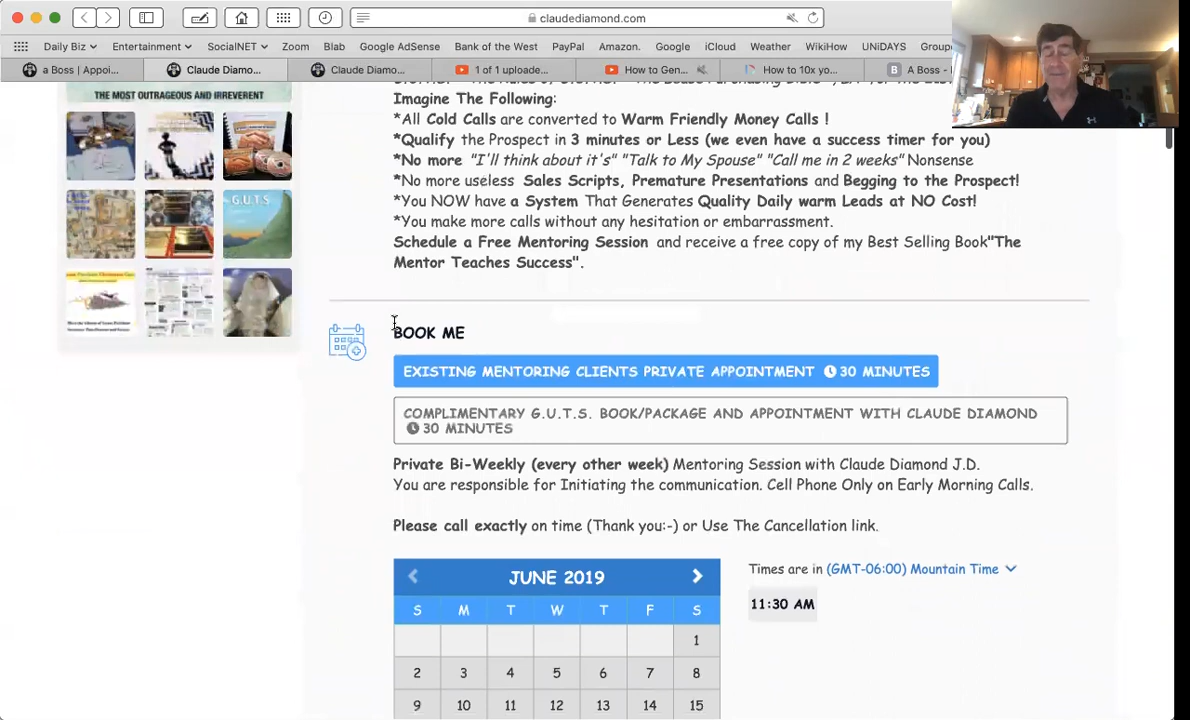 claudediamond.com
Daily Biz Entertainment SocialNET Zoom Blab Google AdSense Bank of the West PayPal Amazon. Google iCloud Weather WikiHow UNiDAYS Group
a Boss | Appoi... Claude Diamo... Claude Diamo... 1 of 1 uploade... How to Gen... How to 10x yo... A Boss -
THE MOST OUTRAGEOUS AND IRREVERENT
G.U.T.S
Imagine The Following:
*All Cold Calls are converted to Warm Friendly Money Calls !
*Qualify the Prospect in 3 minutes or Less (we even have a success timer for you)
*No more "I'll think about it's" "Talk to My Spouse" "Call me in 2 weeks" Nonsense
*No more useless Sales Scripts, Premature Presentations and Begging to the Prospect!
*You NOW have a System That Generates Quality Daily warm Leads at NO Cost!
*You make more calls without any hesitation or embarrassment.
Schedule a Free Mentoring Session and receive a free copy of my Best Selling Book"The
Mentor Teaches Success".
BOOK ME
EXISTING MENTORING CLIENTS PRIVATE APPOINTMENT 30 MINUTES
COMPLIMENTARY G.U.T.S. BOOK/PACKAGE AND APPOINTMENT WITH CLAUDE DIAMOND
30 MINUTES
Private Bi-Weekly (every other week) Mentoring Session with Claude Diamond J.D.
You are responsible for Initiating the communication. Cell Phone Only on Early Morning Calls.
Please call exactly on time (Thank you:-) or Use The Cancellation link.
JUNE 2019
Times are in (GMT-06:00) Mountain Time
11:30 AM
S M T W T F S
1
2 3 4 5 6 7 8
9 10 11 12 13 14 15